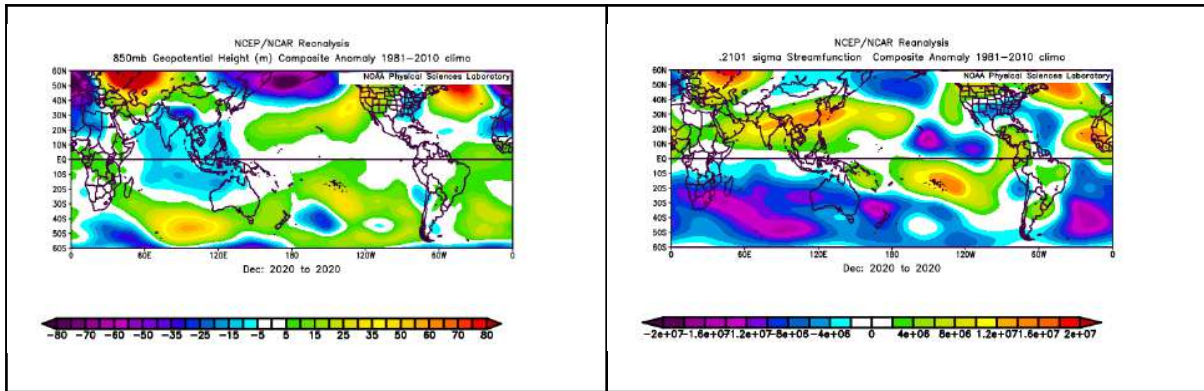 NCEP/NCAR Reanalysis
850mb Geopotential Height (m) Composite Anomaly 1981-2010 climo
NOAA Physical Sciences Laboratory
60N
50N
40N
30N
20N
10N
EQ
10S
20S
30S
40S
50S
60S
0 60E 120E 180 120W 60W 0
Dec: 2020 to 2020
-80 -70 -60 -50 -35 -25 -15 -5 5 15 25 35 50 60 70 80
NCEP/NCAR Reanalysis
.2101 sigma Streamfunction Composite Anomaly 1981-2010 climo
NOAA Physical Sciences Laboratory
60N
50N
40N
30N
20N
10N
EQ
10S
20S
30S
40S
50S
60S
0 60E 120E 180 120W 60W 0
Dec: 2020 to 2020
-2e+07 -1.6e+07 -1.2e+07 -8e+06 -4e+06 0 4e+06 8e+06 1.2e+07 1.6e+07 2e+07